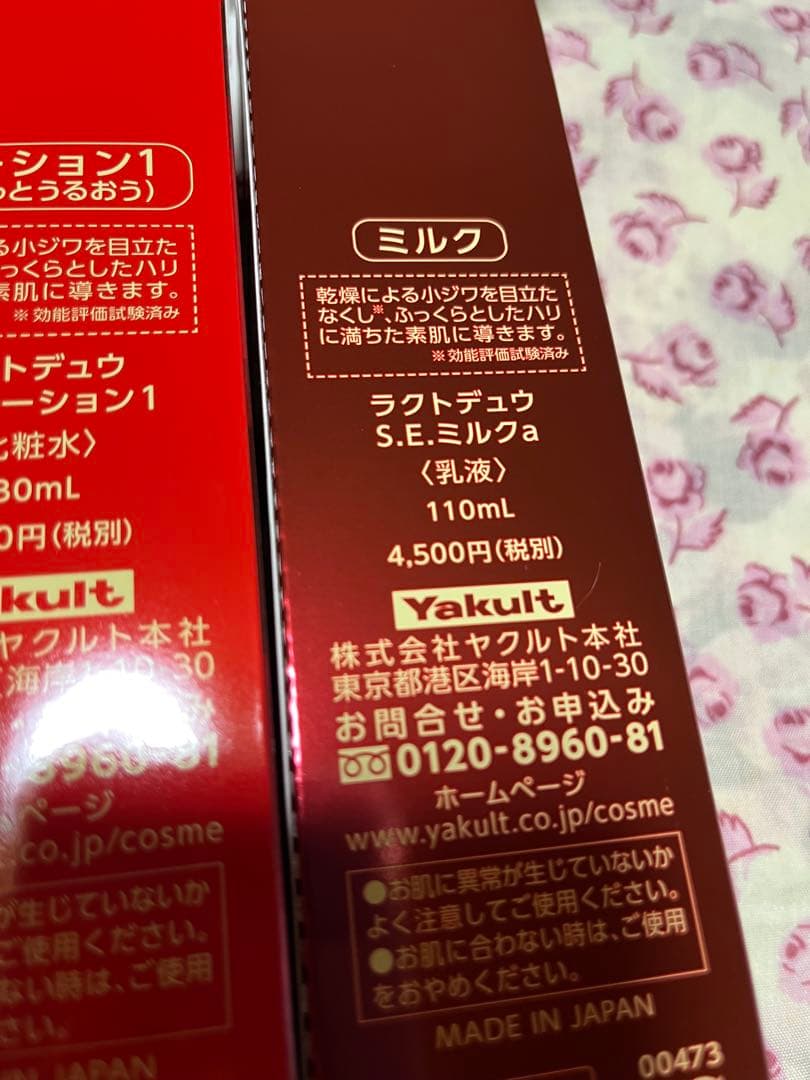 ーション1
っとうるおう)
る小ジワを目立た
ふっくらとしたハリ
素肌に導きます。
※効能評価試験済み
トデュウ
ーション1
化粧水〉
30mL
0円(税別)
kult
ヤクルト本社
海岸1-10-30
み
8960-81
ページ
co.jp/cosme
が生じていないか
ご使用ください。
ない時は、ご使用
さい。
IN JAPAN
ミルク
乾燥による小ジワを目立た
なくし※、ふっくらとしたハリ
に満ちた素肌に導きます。
※効能評価試験済み
ラクトデュウ
S.E.ミルクa
〈乳液〉
110mL
4,500円(税別)
Yakult
株式会社ヤクルト本社
東京都港区海岸1-10-30
お問合せ・お申込み
0120-8960-81
ホームページ
www.yakult.co.jp/cosme
●お肌に異常が生じていないか
よく注意してご使用ください。
●お肌に合わない時は、ご使用
をおやめください。
MADE IN JAPAN
00473